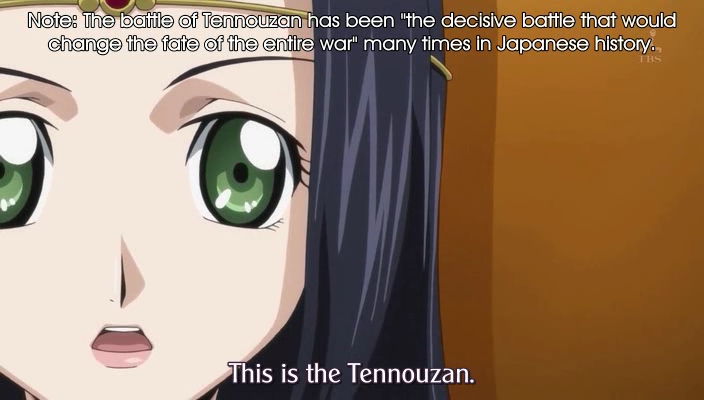 Note: The battle of Tennouzan has been "the decisive battle that would
change the fate of the entire war" many times in Japanese history.
TBS
This is the Tennouzan.